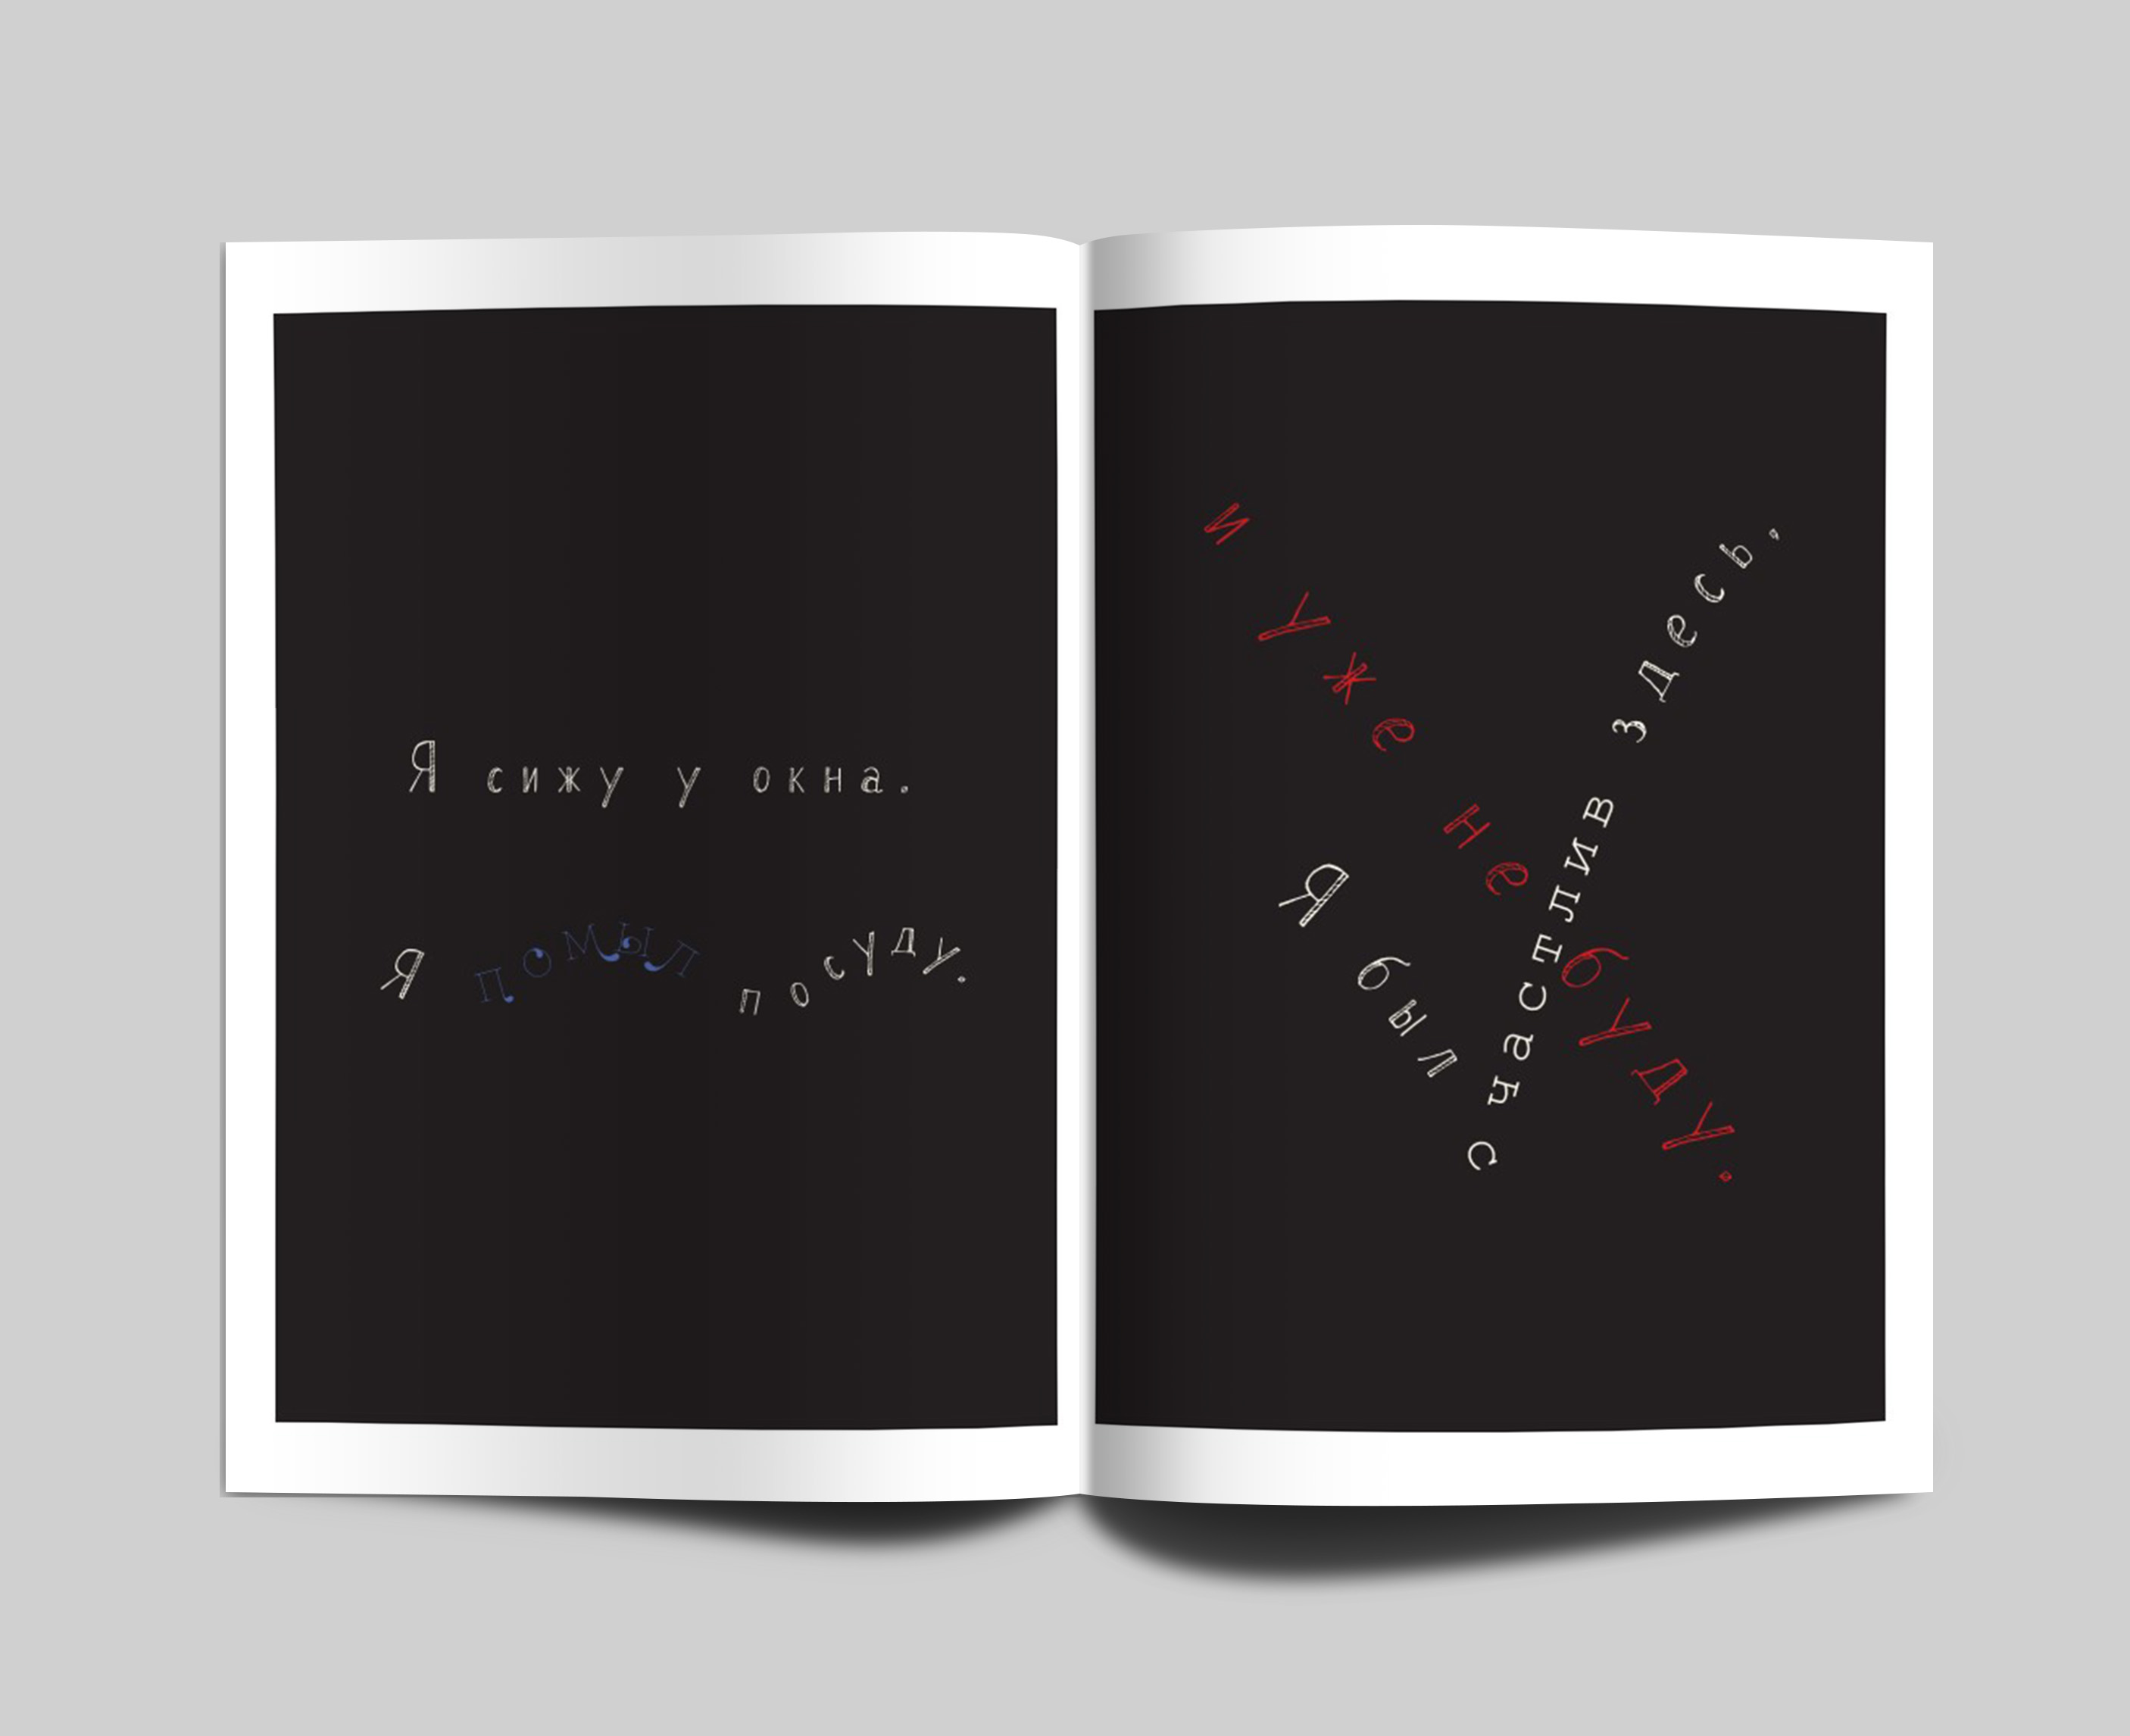 Я сижу у окна.
Я помыл посуду.
Я был счастлив здесь,
и уже не буду.